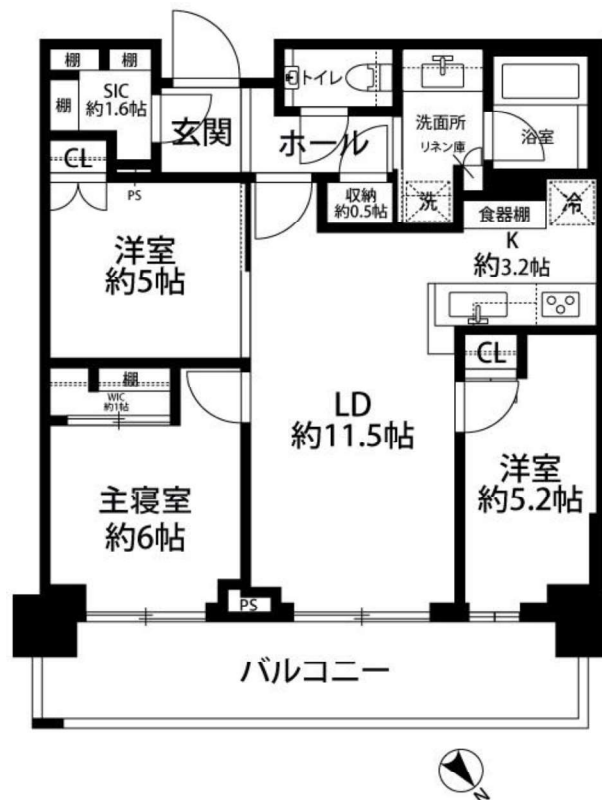 棚
棚
棚
SIC
約1.6帖
玄関
ホール
トイレ
洗面所
リネン庫
浴室
CL
PS
収納
約0.5帖
洗
食器棚
冷
K
約3.2帖
洋室
約5帖
棚
WIC
約1帖
LD
約11.5帖
CL
洋室
約5.2帖
主寝室
約6帖
PS
バルコニー
N